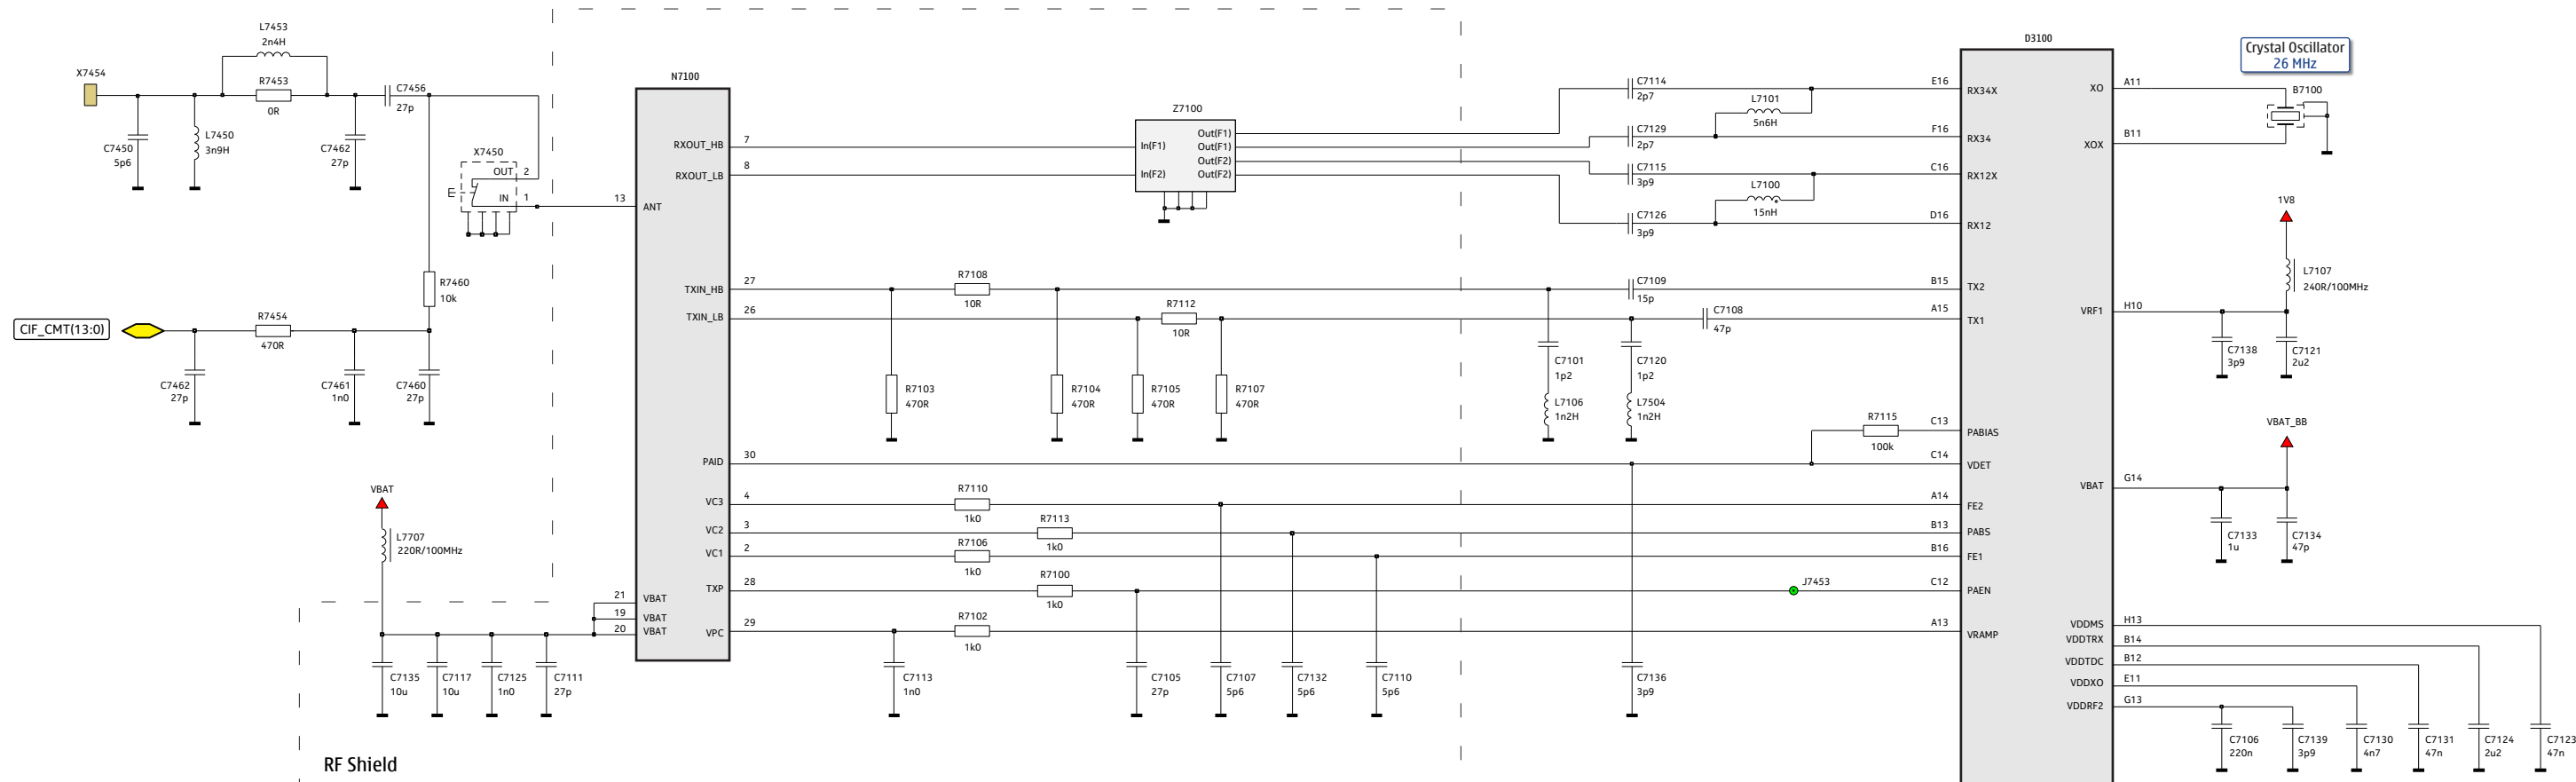 X7454
L7453
2n4H
R7453
0R
C7456
27p
C7450
5p6
L7450
3n9H
C7462
27p
X7450
OUT
2
IN
1
CIF_CMT(13:0)
R7454
470R
R7460
10k
C7462
27p
C7461
1n0
C7460
27p
VBAT
L7707
220R/100MHz
C7135
10u
C7117
10u
C7125
1n0
C7111
27p
RF Shield
N7100
13
ANT
21
VBAT
19
VBAT
20
VBAT
RXOUT_HB
7
RXOUT_LB
8
TXIN_HB
27
TXIN_LB
26
PAID
30
VC3
4
VC2
3
VC1
2
TXP
28
VPC
29
Z7100
In(F1)
In(F2)
Out(F1)
Out(F1)
Out(F2)
Out(F2)
R7108
10R
R7112
10R
R7103
470R
R7104
470R
R7105
470R
R7107
470R
R7110
1k0
R7113
1k0
R7106
1k0
R7100
1k0
R7102
1k0
C7113
1n0
C7105
27p
C7107
5p6
C7132
5p6
C7110
5p6
C7114
2p7
L7101
5n6H
C7129
2p7
C7115
3p9
L7100
15nH
C7126
3p9
C7109
15p
C7108
47p
C7101
1p2
L7106
1n2H
C7120
1p2
L7504
1n2H
R7115
100k
J7453
C7136
3p9
D3100
E16
RX34X
F16
RX34
C16
RX12X
D16
RX12
B15
TX2
A15
TX1
C13
PABIAS
C14
VDET
A14
FE2
B13
PABS
B16
FE1
C12
PAEN
A13
VRAMP
XO
A11
XOX
B11
VRF1
H10
VBAT
G14
VDDMS
H13
VDDTRX
B14
VDDTDC
B12
VDDXO
E11
VDDRF2
G13
Crystal Oscillator
26 MHz
B7100
1V8
L7107
240R/100MHz
C7138
3p9
C7121
2u2
VBAT_BB
C7133
1u
C7134
47p
C7106
220n
C7139
3p9
C7130
4n7
C7131
47n
C7124
2u2
C7123
47n